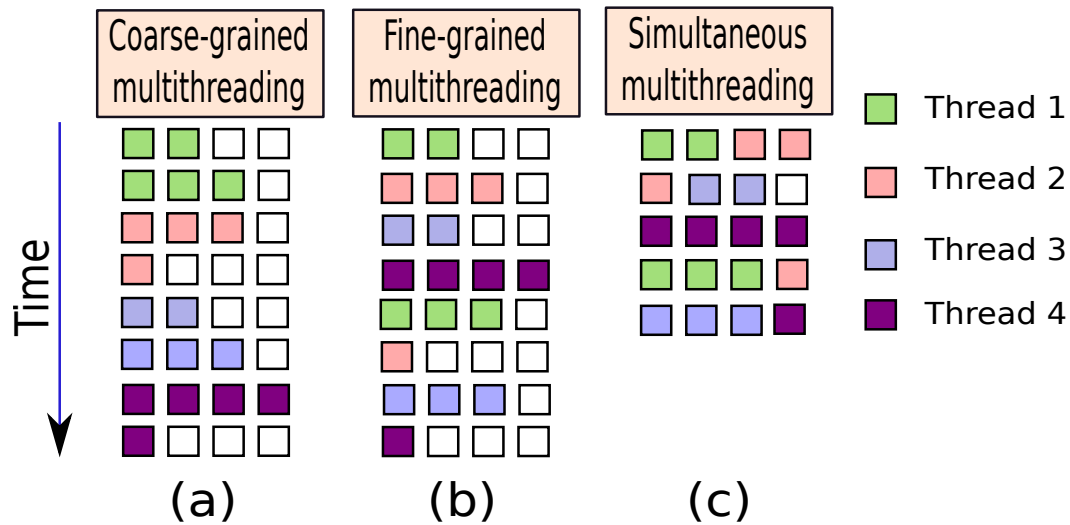 Coarse-grained
multithreading
Fine-grained
multithreading
Simultaneous
multithreading
Thread 1
Thread 2
Thread 3
Thread 4
Time
(a)
(b)
(c)